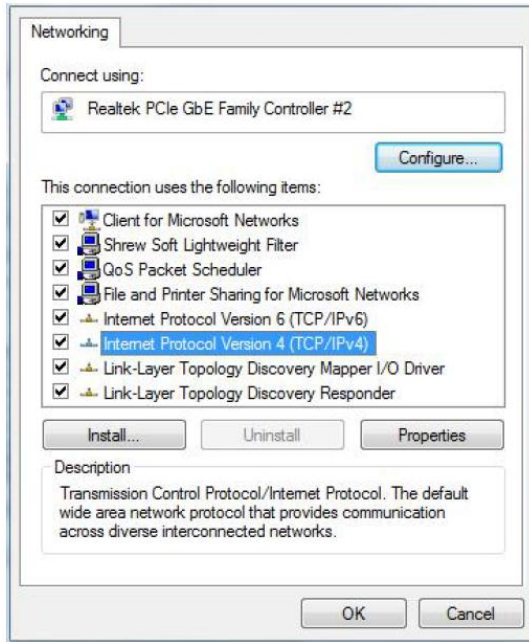 Networking
Connect using:
Realtek PCIe GbE Family Controller #2
Configure...
This connection uses the following items:
Client for Microsoft Networks
Shrew Soft Lightweight Filter
QoS Packet Scheduler
File and Printer Sharing for Microsoft Networks
Internet Protocol Version 6 (TCP/IPv6)
Internet Protocol Version 4 (TCP/IPv4)
Link-Layer Topology Discovery Mapper I/O Driver
Link-Layer Topology Discovery Responder
Install... Uninstall Properties
Description
Transmission Control Protocol/Internet Protocol. The default
wide area network protocol that provides communication
across diverse interconnected networks.
OK Cancel